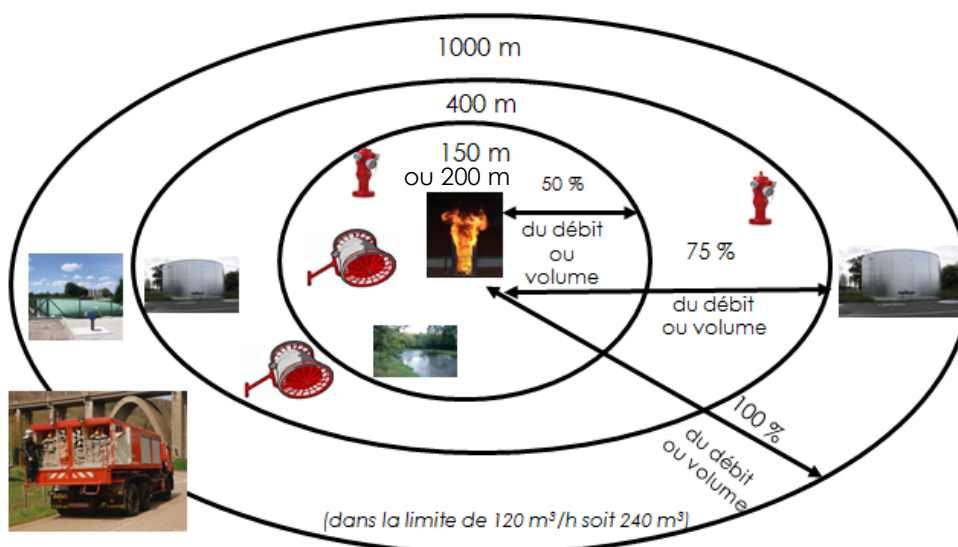 1000 m
400 m
150 m
ou 200 m
50 %
du débit
ou
volume
75 %
du débit
ou volume
100 %
du débit
ou volume
(dans la limite de 120 m³/h soit 240 m³)